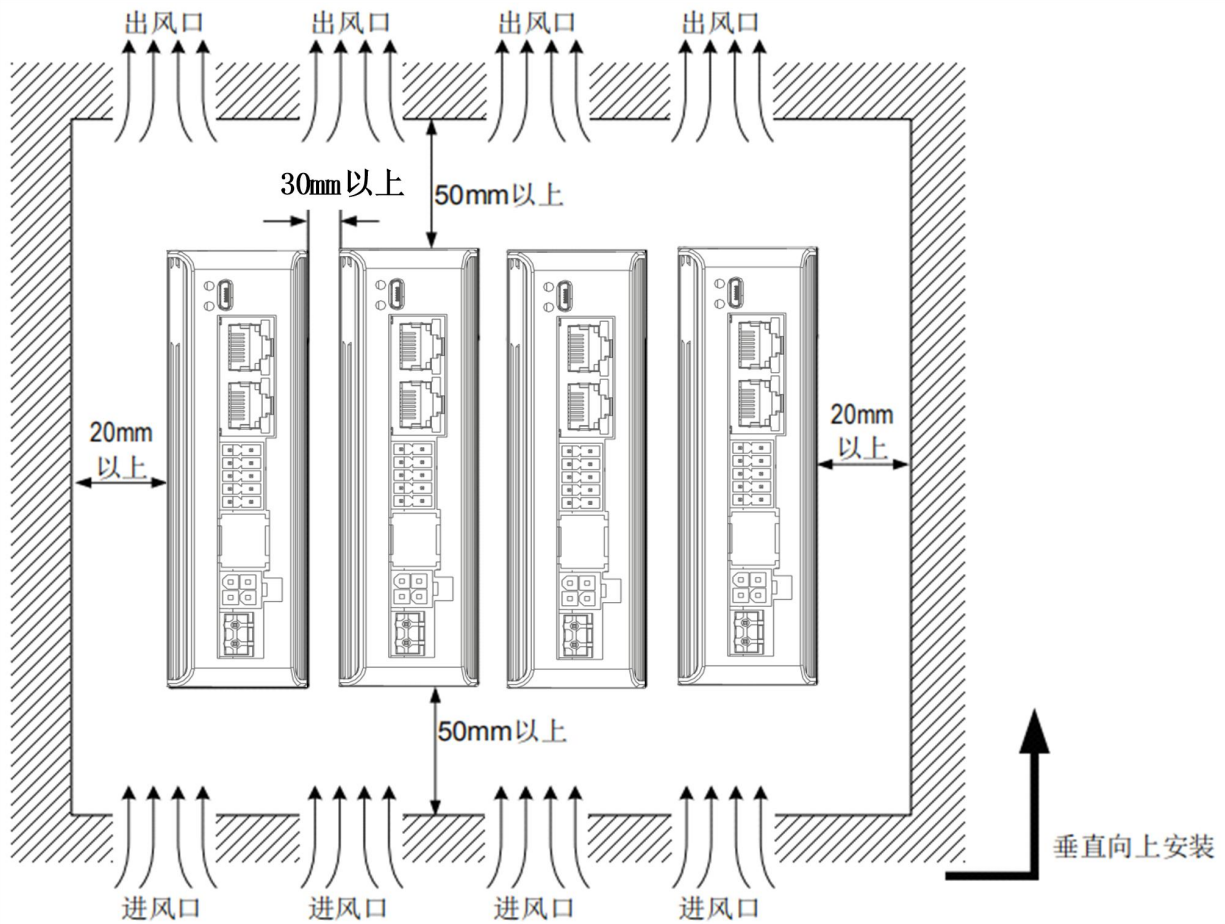 出风口 出风口 出风口 出风口
30mm以上
50mm以上
20mm
以上
20mm
以上
50mm以上
垂直向上安装
进风口 进风口 进风口 进风口